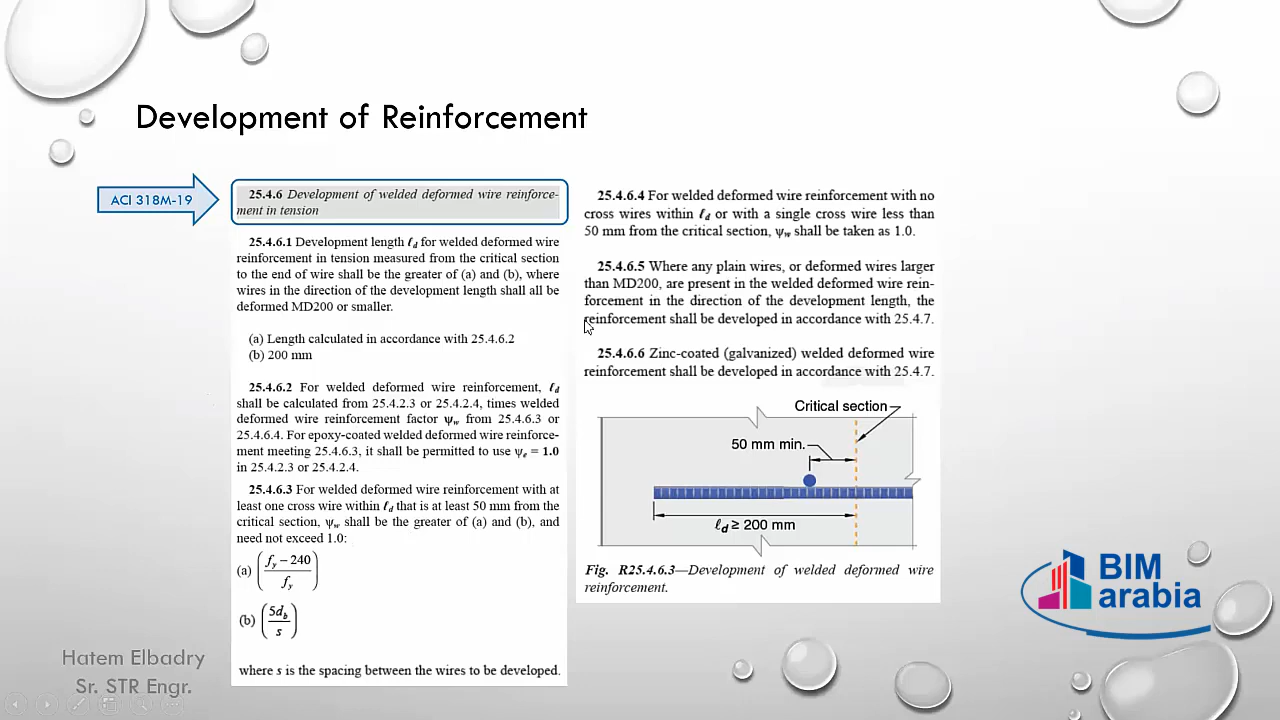 Development of Reinforcement
ACI 318M-19
25.4.6 Development of welded deformed wire reinforce-
ment in tension
25.4.6.1 Development length ℓd for welded deformed wire
reinforcement in tension measured from the critical section
to the end of wire shall be the greater of (a) and (b), where
wires in the direction of the development length shall all be
deformed MD200 or smaller.
(a) Length calculated in accordance with 25.4.6.2
(b) 200 mm
25.4.6.2 For welded deformed wire reinforcement, ℓd
shall be calculated from 25.4.2.3 or 25.4.2.4, times welded
deformed wire reinforcement factor ψw from 25.4.6.3 or
25.4.6.4. For epoxy-coated welded deformed wire reinforce-
ment meeting 25.4.6.3, it shall be permitted to use ψe = 1.0
in 25.4.2.3 or 25.4.2.4.
25.4.6.3 For welded deformed wire reinforcement with at
least one cross wire within ℓd that is at least 50 mm from the
critical section, ψw shall be the greater of (a) and (b), and
need not exceed 1.0:
(a) (fy – 240 / fy)
(b) (5db / s)
where s is the spacing between the wires to be developed.
25.4.6.4 For welded deformed wire reinforcement with no
cross wires within ℓd or with a single cross wire less than
50 mm from the critical section, ψw shall be taken as 1.0.
25.4.6.5 Where any plain wires, or deformed wires larger
than MD200, are present in the welded deformed wire rein-
forcement in the direction of the development length, the
reinforcement shall be developed in accordance with 25.4.7.
25.4.6.6 Zinc-coated (galvanized) welded deformed wire
reinforcement shall be developed in accordance with 25.4.7.
Critical section
50 mm min.
ℓd ≥ 200 mm
Fig. R25.4.6.3—Development of welded deformed wire
reinforcement.
BIM
arabia
Hatem Elbadry
Sr. STR Engr.